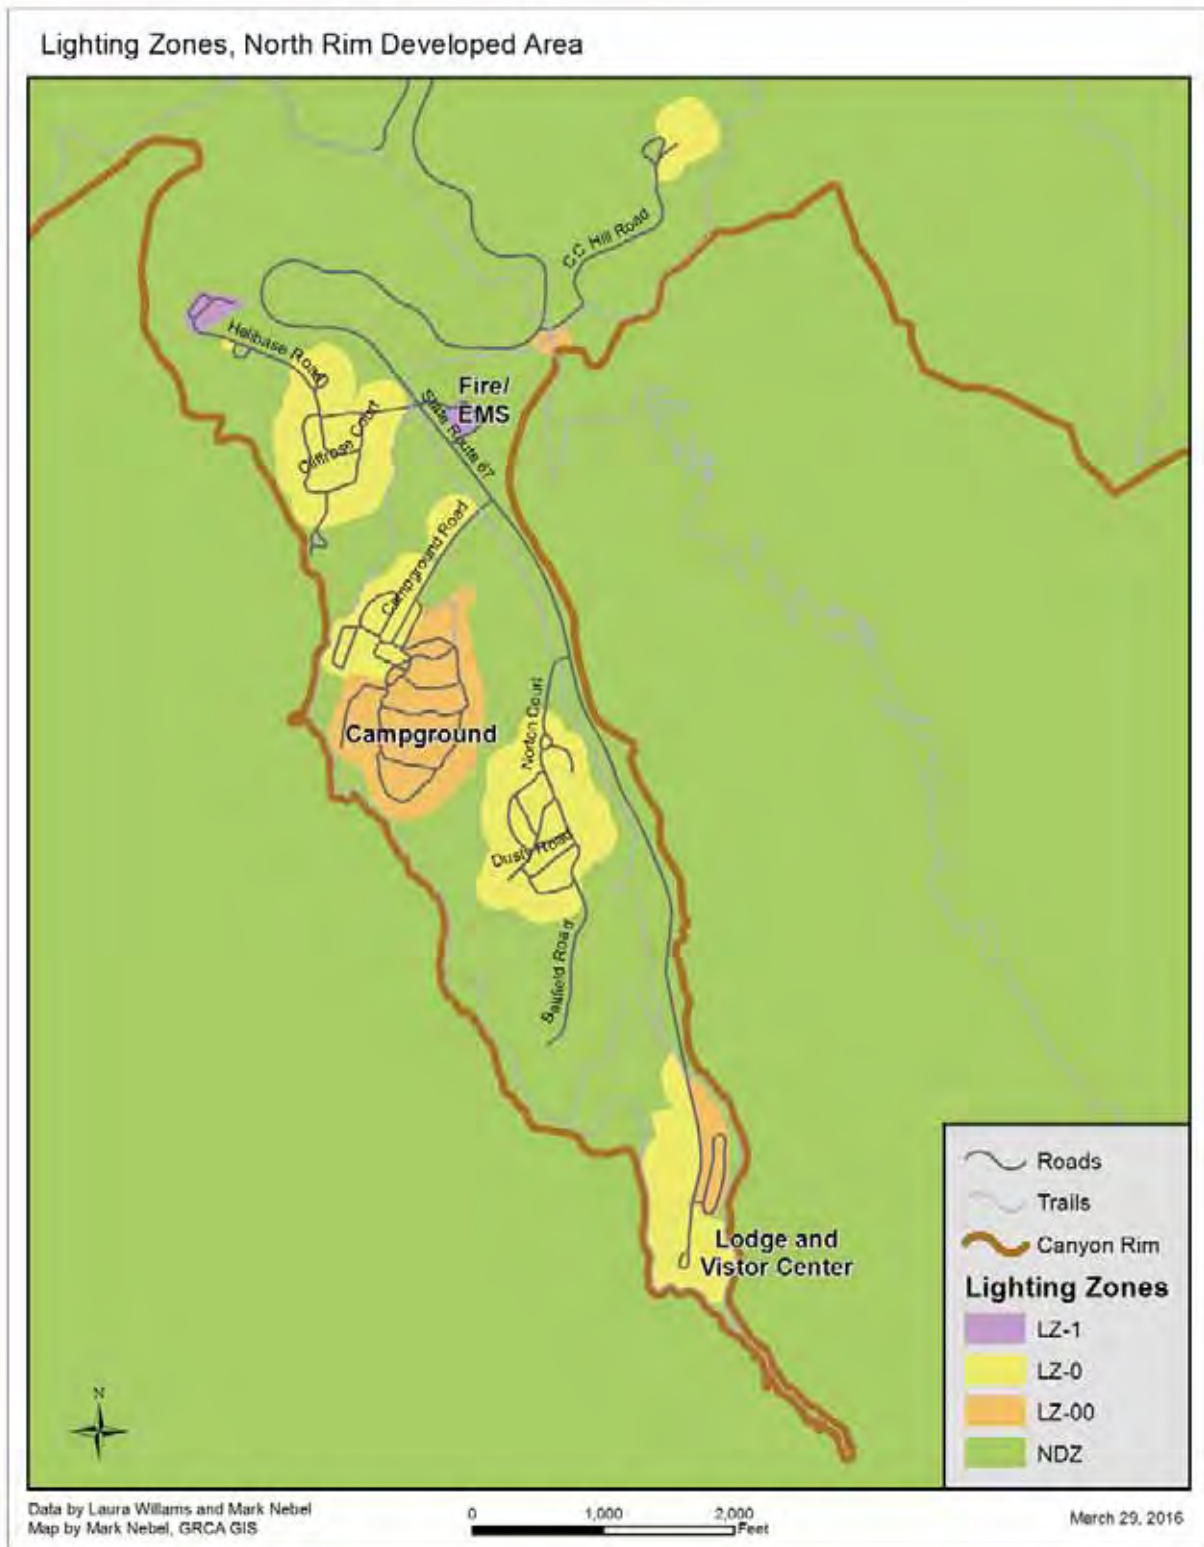 Lighting Zones, North Rim Developed Area
C.C. Hill Road
Helibase Road
Fire/
EMS
State Route 67
Cliffrose Court
Campground Road
Campground
Norton Court
Dusty Road
Road
Lodge and
Vistor Center
Roads
Trails
Canyon Rim
Lighting Zones
LZ-1
LZ-0
LZ-00
NDZ
N
Data by Laura Willams and Mark Nebel
Map by Mark Nebel, GRCA GIS
0 1,000 2,000
Feet
March 29, 2016